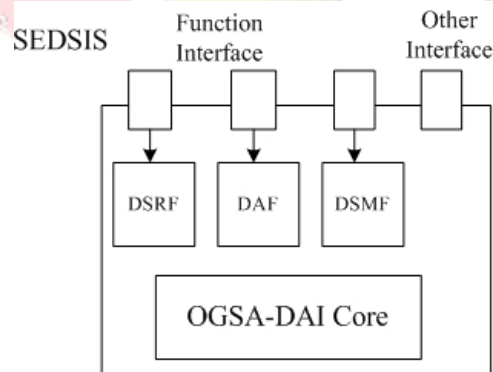 SEDSIS
Function
Interface
Other
Interface
DSRF
DAF
DSMF
OGSA-DAI Core